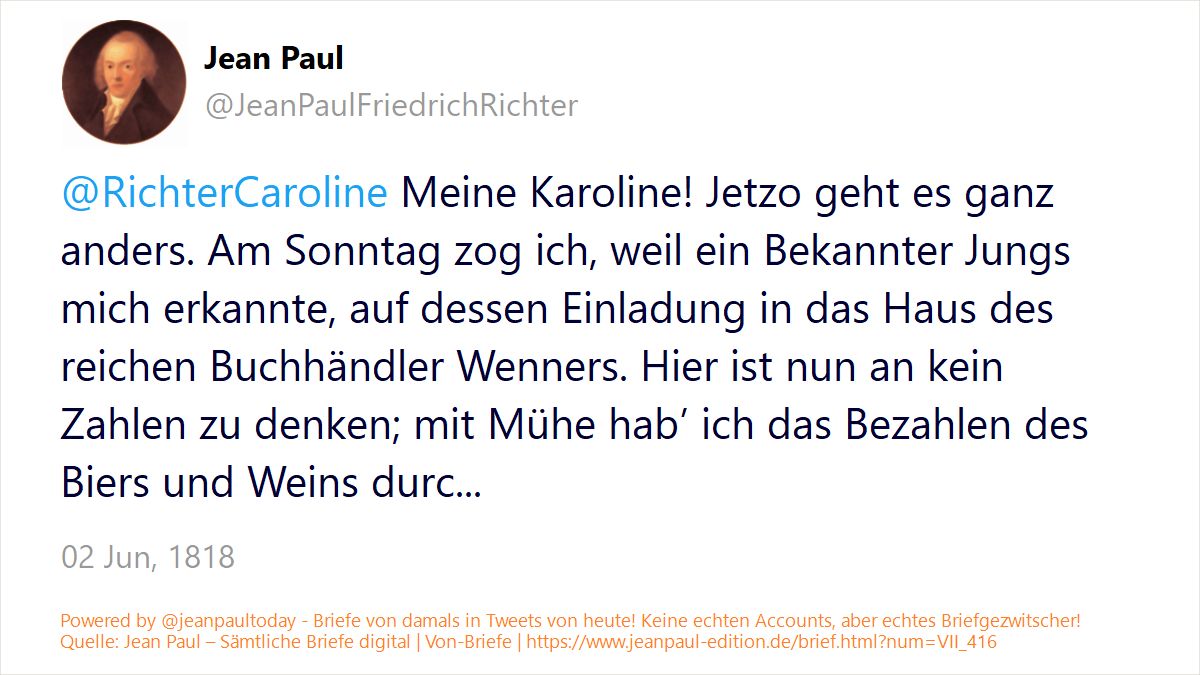 Jean Paul
@JeanPaulFriedrichRichter
@RichterCaroline Meine Karoline! Jetzo geht es ganz
anders. Am Sonntag zog ich, weil ein Bekannter Jungs
mich erkannte, auf dessen Einladung in das Haus des
reichen Buchhändler Wenners. Hier ist nun an kein
Zahlen zu denken; mit Mühe hab’ ich das Bezahlen des
Biers und Weins durc...
02 Jun, 1818
Powered by @jeanpaultoday - Briefe von damals in Tweets von heute! Keine echten Accounts, aber echtes Briefgezwitscher!
Quelle: Jean Paul – Sämtliche Briefe digital | Von-Briefe | https://www.jeanpaul-edition.de/brief.html?num=VII_416